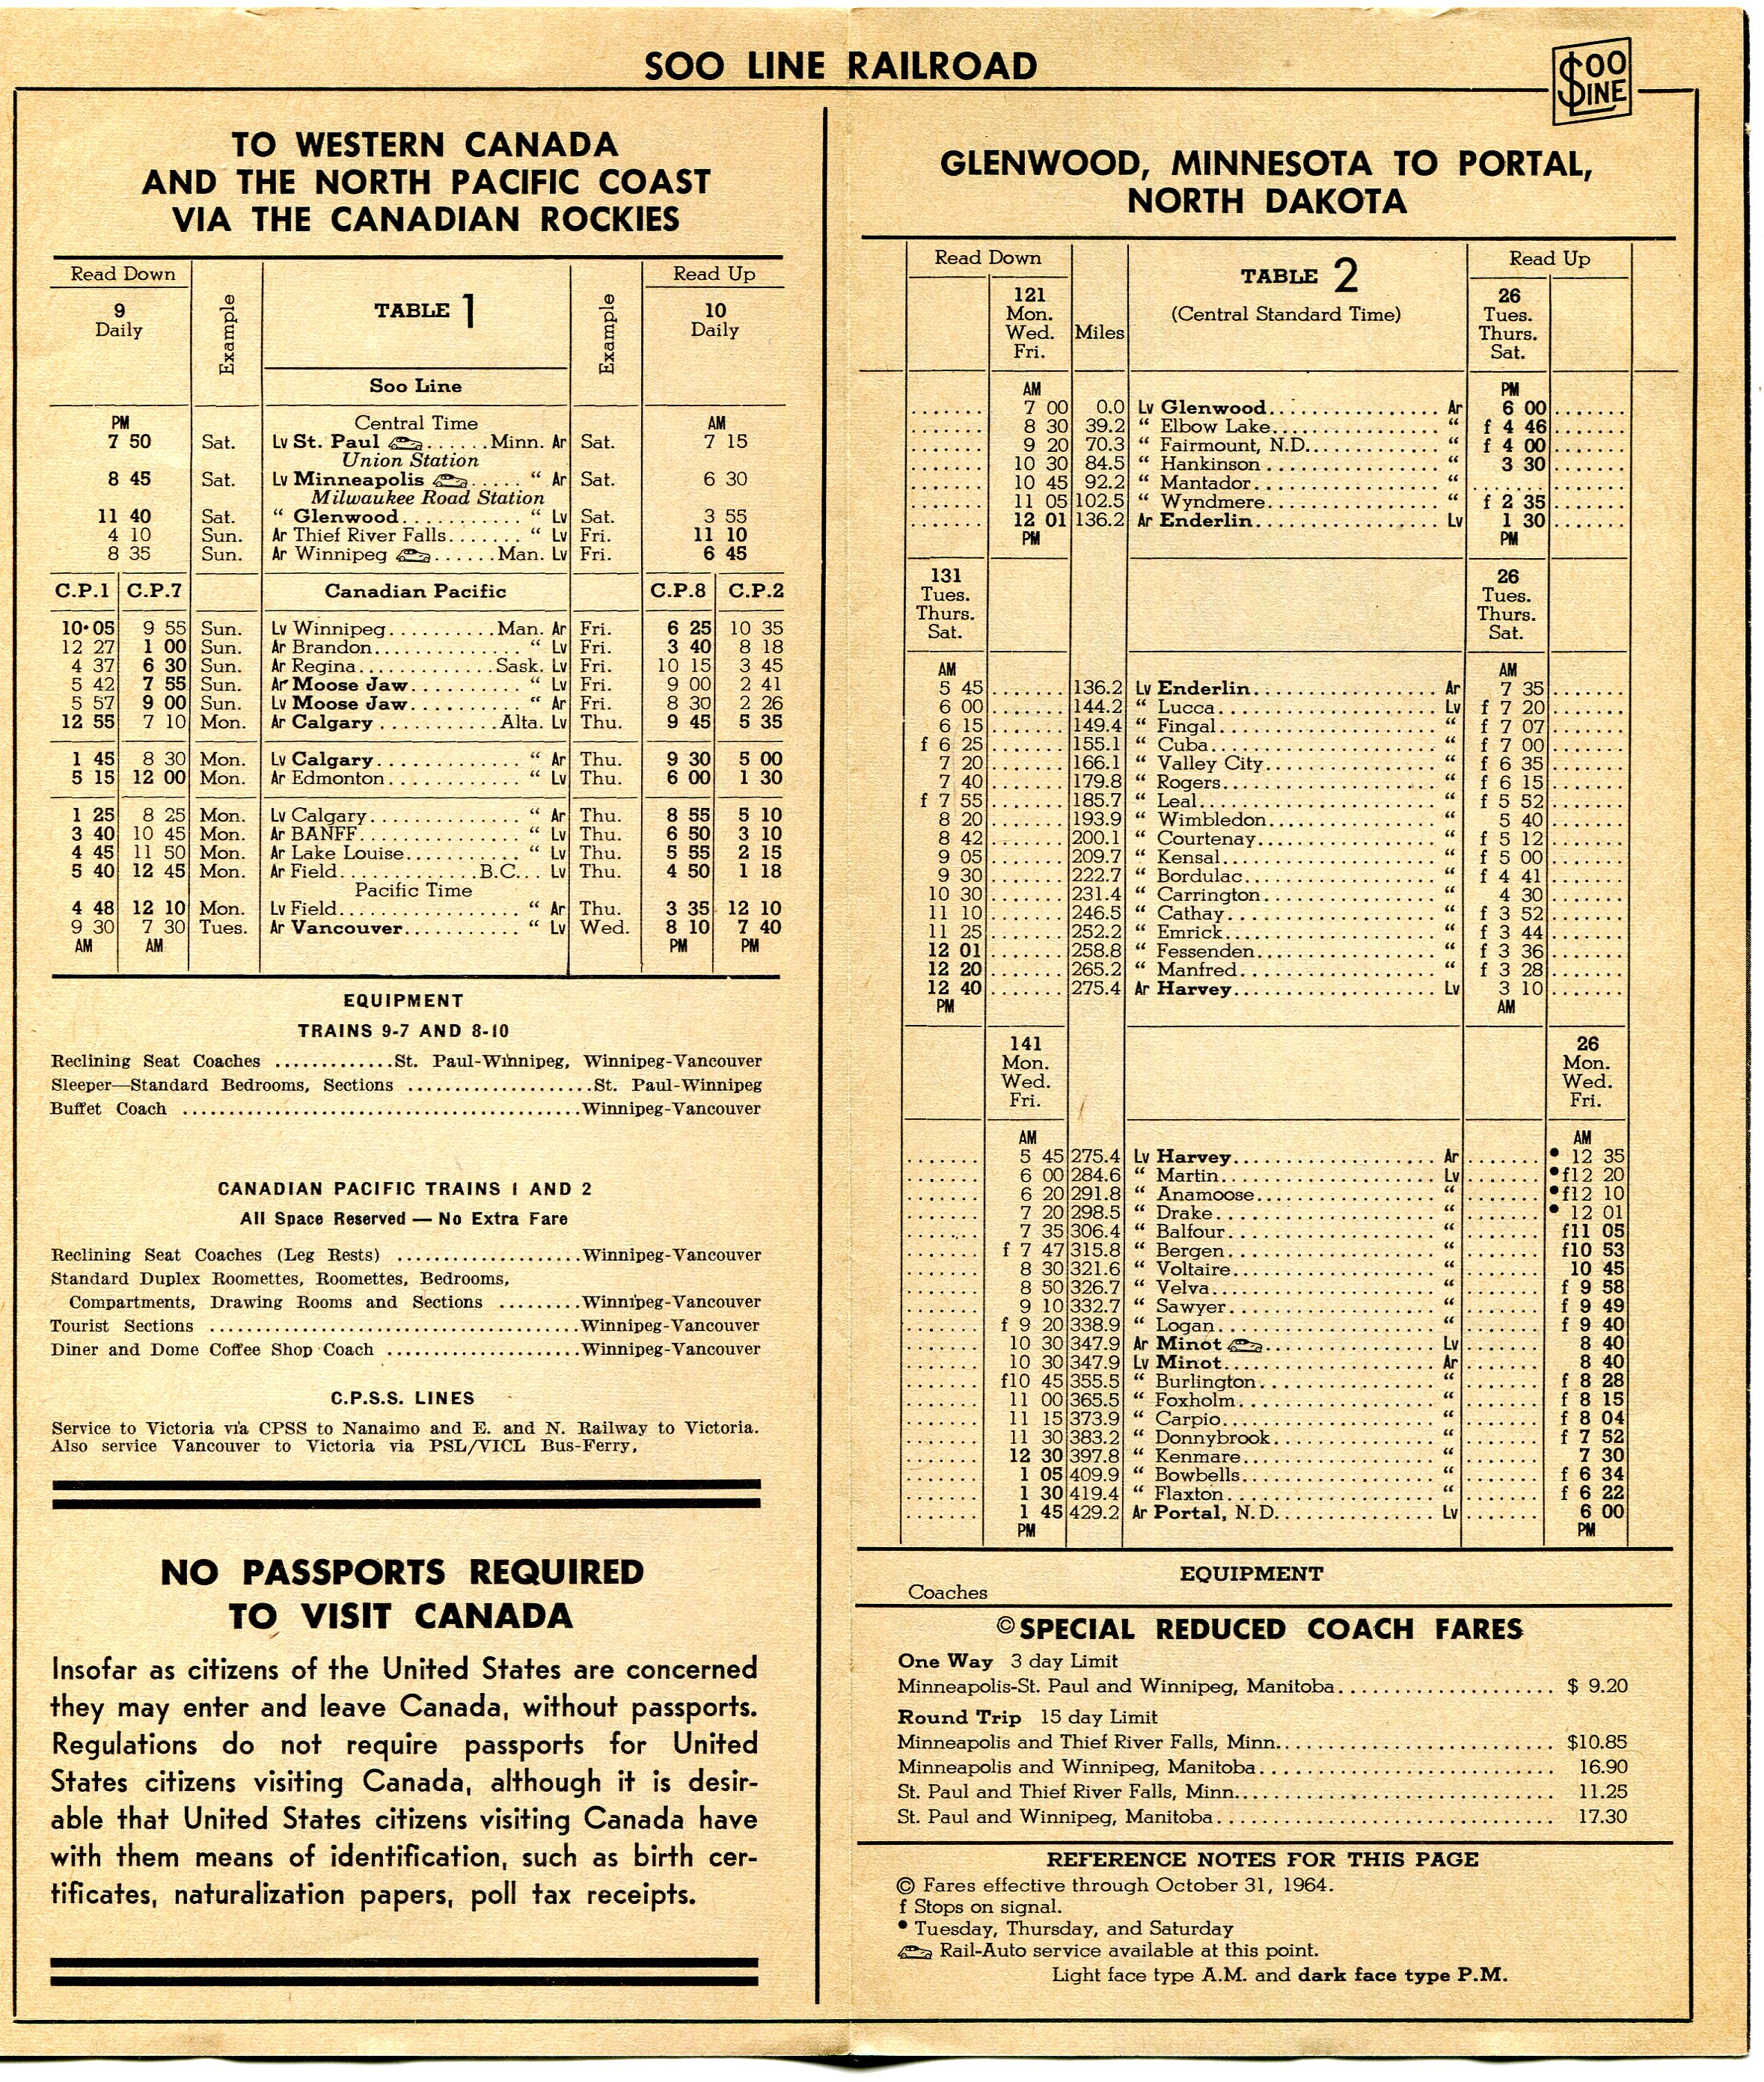 SOO LINE RAILROAD
SOO LINE
TO WESTERN CANADA
AND THE NORTH PACIFIC COAST
VIA THE CANADIAN ROCKIES
Read Down Read Up
9 Daily Example TABLE 1 Example 10 Daily
Soo Line
PM Central Time AM
7 50 Sat. Lv St. Paul ......Minn. Ar Sat. 7 15
Union Station
8 45 Sat. Lv Minneapolis ..... “ Ar Sat. 6 30
Milwaukee Road Station
11 40 Sat. “ Glenwood........... “ Lv Sat. 3 55
4 10 Sun. Ar Thief River Falls....... “ Lv Fri. 11 10
8 35 Sun. Ar Winnipeg ....Man. Lv Fri. 6 45
C.P.1 C.P.7 Canadian Pacific C.P.8 C.P.2
10 05 9 55 Sun. Lv Winnipeg..........Man. Ar Fri. 6 25 10 35
12 27 1 00 Sun. Ar Brandon............ “ Lv Fri. 3 40 8 18
4 37 6 30 Sun. Ar Regina............Sask. Lv Fri. 10 15 3 45
5 42 7 55 Sun. Ar Moose Jaw.......... “ Lv Fri. 9 00 2 41
5 57 9 00 Sun. Lv Moose Jaw.......... “ Ar Fri. 8 30 2 26
12 55 7 10 Mon. Ar Calgary............Alta. Lv Thu. 9 45 5 35
1 45 8 30 Mon. Lv Calgary............ “ Ar Thu. 9 30 5 00
5 15 12 00 Mon. Ar Edmonton........... “ Lv Thu. 6 00 1 30
1 25 8 25 Mon. Lv Calgary............ “ Ar Thu. 8 55 5 10
3 40 10 45 Mon. Ar BANFF.............. “ Lv Thu. 6 50 3 10
4 45 11 50 Mon. Ar Lake Louise.......... “ Lv Thu. 5 55 2 15
5 40 12 45 Mon. Ar Field............B.C... Lv Thu. 4 50 1 18
Pacific Time
4 48 12 10 Mon. Lv Field.............. “ Ar Thu. 3 35 12 10
9 30 7 30 Tues. Ar Vancouver.......... “ Lv Wed. 8 10 7 40
AM AM PM PM
EQUIPMENT
TRAINS 9-7 AND 8-10
Reclining Seat Coaches ............St. Paul-Winnipeg, Winnipeg-Vancouver
Sleeper—Standard Bedrooms, Sections ....................St. Paul-Winnipeg
Buffet Coach ..........................................Winnipeg-Vancouver
CANADIAN PACIFIC TRAINS 1 AND 2
All Space Reserved — No Extra Fare
Reclining Seat Coaches (Leg Rests) ....................Winnipeg-Vancouver
Standard Duplex Roomettes, Roomettes, Bedrooms,
Compartments, Drawing Rooms and Sections .........Winnipeg-Vancouver
Tourist Sections .......................................Winnipeg-Vancouver
Diner and Dome Coffee Shop Coach .....................Winnipeg-Vancouver
C.P.S.S. LINES
Service to Victoria via CPSS to Nanaimo and E. and N. Railway to Victoria.
Also service Vancouver to Victoria via PSL/VICL Bus-Ferry,
NO PASSPORTS REQUIRED
TO VISIT CANADA
Insofar as citizens of the United States are concerned
they may enter and leave Canada, without passports.
Regulations do not require passports for United
States citizens visiting Canada, although it is desir-
able that United States citizens visiting Canada have
with them means of identification, such as birth cer-
tificates, naturalization papers, poll tax receipts.
GLENWOOD, MINNESOTA TO PORTAL,
NORTH DAKOTA
Read Down TABLE 2 Read Up
121 Mon. Wed. Fri. Miles (Central Standard Time) 26 Tues. Thurs. Sat.
AM PM
7 00 0.0 Lv Glenwood................ Ar 6 00
8 30 39.2 “ Elbow Lake................ “ f 4 46
9 20 70.3 “ Fairmount, N.D............. “ f 4 00
10 30 84.5 “ Hankinson................ “ 3 30
10 45 92.2 “ Mantador................ “ .......
11 05 102.5 “ Wyndmere................ “ f 2 35
12 01 136.2 Ar Enderlin................ Lv 1 30
PM PM
131 Tues. Thurs. Sat. 26 Tues. Thurs. Sat.
AM AM
5 45 136.2 Lv Enderlin................ Ar 7 35
6 00 144.2 “ Lucca................ Lv f 7 20
6 15 149.4 “ Fingal................ “ f 7 07
f 6 25 155.1 “ Cuba................ “ f 7 00
7 20 166.1 “ Valley City................ “ f 6 35
7 40 179.8 “ Rogers................ “ f 6 15
f 7 55 185.7 “ Leal................ “ f 5 52
8 20 193.9 “ Wimbledon................ “ 5 40
8 42 200.1 “ Courtenay................ “ f 5 12
9 05 209.7 “ Kensal................ “ f 5 00
9 30 222.7 “ Bordulac................ “ f 4 41
10 30 231.4 “ Carrington................ “ 4 30
11 10 246.5 “ Cathay................ “ f 3 52
11 25 252.2 “ Emrick................ “ f 3 44
12 01 258.8 “ Fessenden................ “ f 3 36
12 20 265.2 “ Manfred................ “ f 3 28
12 40 275.4 Ar Harvey................ Lv 3 10
PM AM
141 Mon. Wed. Fri. 26 Mon. Wed. Fri.
AM AM
5 45 275.4 Lv Harvey................ Ar • 12 35
6 00 284.6 “ Martin................ Lv •f12 20
6 20 291.8 “ Anamoose................ “ •f12 10
7 20 298.5 “ Drake................ “ • 12 01
7 35 306.4 “ Balfour................ “ f11 05
f 7 47 315.8 “ Bergen................ “ f10 53
8 30 321.6 “ Voltaire................ “ 10 45
8 50 326.7 “ Velva................ “ f 9 58
9 10 332.7 “ Sawyer................ “ f 9 49
f 9 20 338.9 “ Logan................ “ f 9 40
10 30 347.9 Ar Minot ................ Lv 8 40
10 30 347.9 Lv Minot................ Ar 8 40
f10 45 355.5 “ Burlington................ “ f 8 28
11 00 365.5 “ Foxholm................ “ f 8 15
11 15 373.9 “ Carpio................ “ f 8 04
11 30 383.2 “ Donnybrook................ “ f 7 52
12 30 397.8 “ Kenmare................ “ 7 30
1 05 409.9 “ Bowbells................ “ f 6 34
1 30 419.4 “ Flaxton................ “ f 6 22
1 45 429.2 Ar Portal, N.D................ Lv 6 00
PM PM
EQUIPMENT
Coaches
©SPECIAL REDUCED COACH FARES
One Way 3 day Limit
Minneapolis-St. Paul and Winnipeg, Manitoba.................... $ 9.20
Round Trip 15 day Limit
Minneapolis and Thief River Falls, Minn......................... $10.85
Minneapolis and Winnipeg, Manitoba........................... 16.90
St. Paul and Thief River Falls, Minn............................. 11.25
St. Paul and Winnipeg, Manitoba............................... 17.30
REFERENCE NOTES FOR THIS PAGE
© Fares effective through October 31, 1964.
f Stops on signal.
• Tuesday, Thursday, and Saturday
Rail-Auto service available at this point.
Light face type A.M. and dark face type P.M.